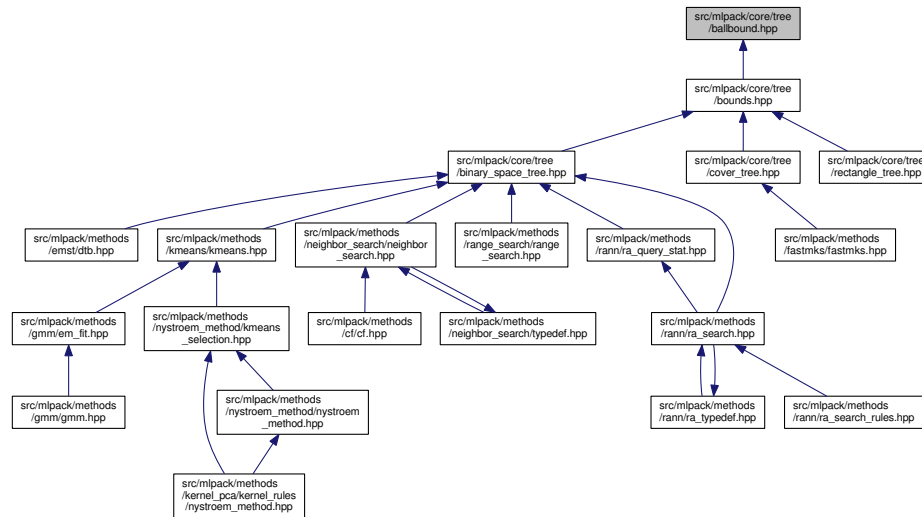 src/mlpack/core/tree
/ballbound.hpp
src/mlpack/core/tree
/bounds.hpp
src/mlpack/core/tree
/binary_space_tree.hpp
src/mlpack/core/tree
/cover_tree.hpp
src/mlpack/core/tree
/rectangle_tree.hpp
src/mlpack/methods
/emst/dtb.hpp
src/mlpack/methods
/kmeans/kmeans.hpp
src/mlpack/methods
/neighbor_search/neighbor
_search.hpp
src/mlpack/methods
/range_search/range
_search.hpp
src/mlpack/methods
/rann/ra_query_stat.hpp
src/mlpack/methods
/fastmks/fastmks.hpp
src/mlpack/methods
/gmm/em_fit.hpp
src/mlpack/methods
/nystroem_method/kmeans
_selection.hpp
src/mlpack/methods
/cf/cf.hpp
src/mlpack/methods
/neighbor_search/typedef.hpp
src/mlpack/methods
/rann/ra_search.hpp
src/mlpack/methods
/gmm/gmm.hpp
src/mlpack/methods
/nystroem_method/nystroem
_method.hpp
src/mlpack/methods
/rann/ra_typedef.hpp
src/mlpack/methods
/rann/ra_search_rules.hpp
src/mlpack/methods
/kernel_pca/kernel_rules
/nystroem_method.hpp